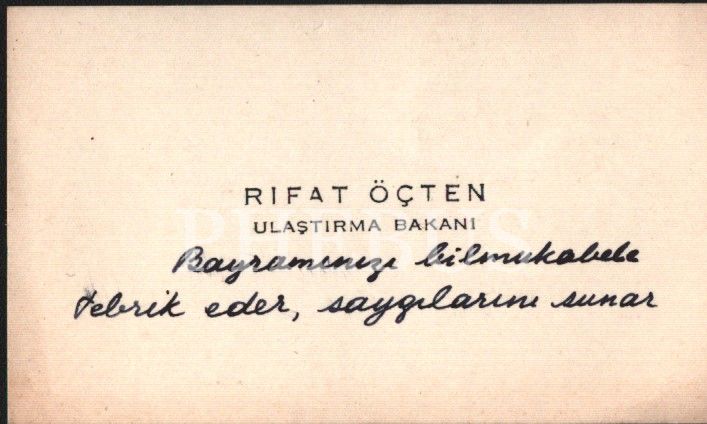 RIFAT ÖÇTEN
ULAŞTIRMA BAKANI
Bayramınızı bilmukabele
tebrik eder, saygılarını sunar